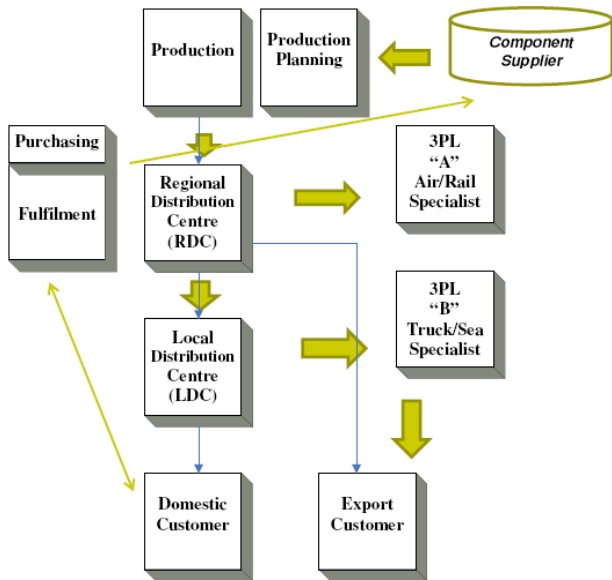 Production
Production
Planning
Component
Supplier
Purchasing
Fulfilment
Regional
Distribution
Centre
(RDC)
3PL
“A”
Air/Rail
Specialist
Local
Distribution
Centre
(LDC)
3PL
“B”
Truck/Sea
Specialist
Domestic
Customer
Export
Customer